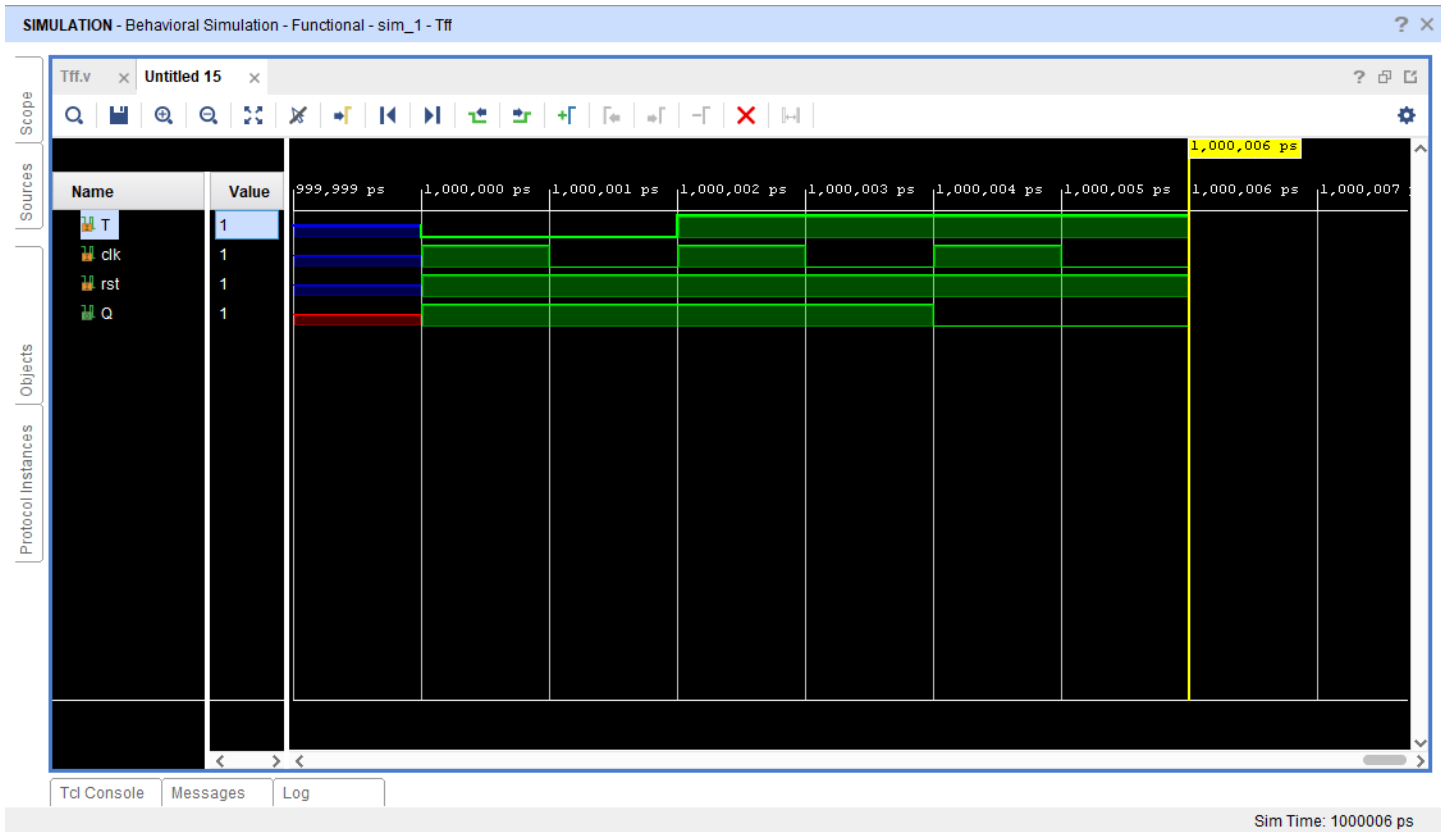 SIMULATION - Behavioral Simulation - Functional - sim_1 - Tff
Tff.v
Untitled 15
Scope
Sources
Objects
Protocol Instances
1,000,006 ps
Name
Value
999,999 ps
1,000,000 ps
1,000,001 ps
1,000,002 ps
1,000,003 ps
1,000,004 ps
1,000,005 ps
1,000,006 ps
1,000,007
T
1
clk
1
rst
1
Q
1
Tcl Console
Messages
Log
Sim Time: 1000006 ps